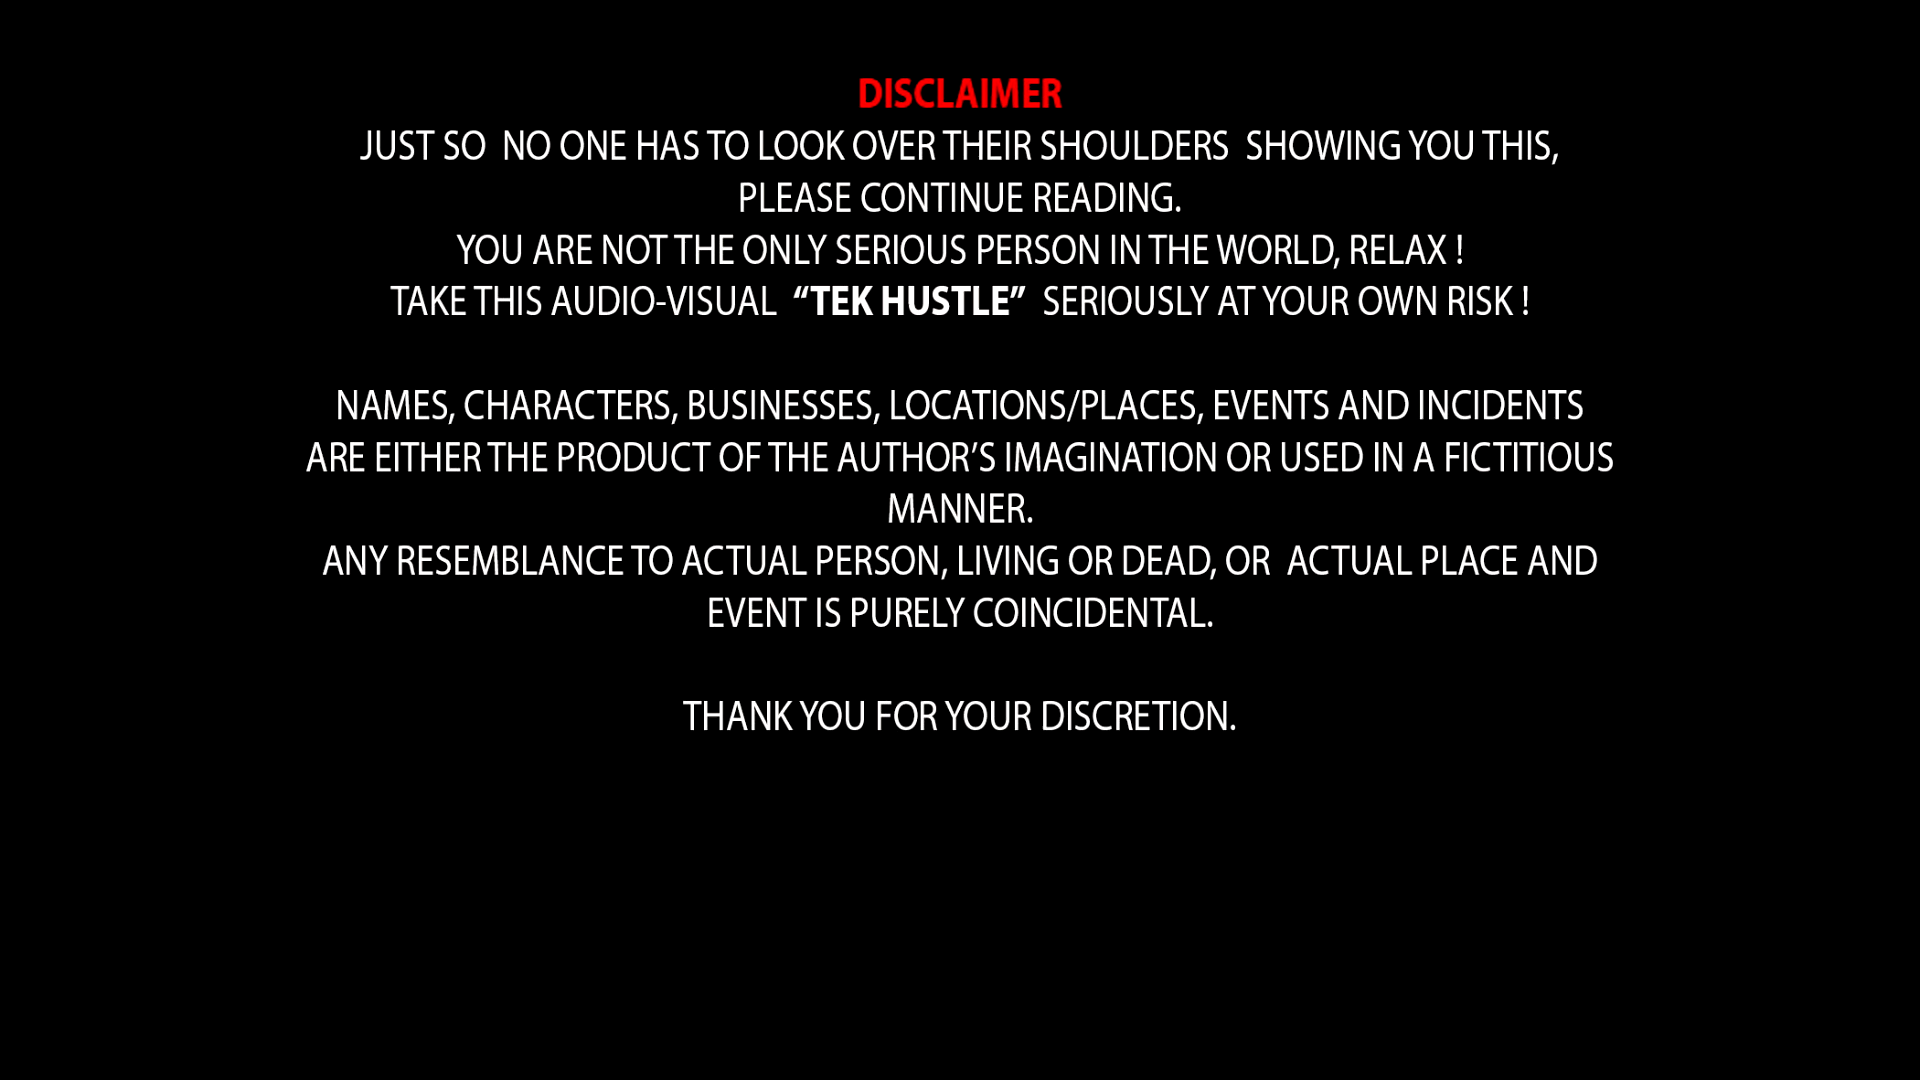 DISCLAIMER
JUST SO  NO ONE HAS TO LOOK OVER THEIR SHOULDERS  SHOWING YOU THIS,
PLEASE CONTINUE READING.
YOU ARE NOT THE ONLY SERIOUS PERSON IN THE WORLD, RELAX !
TAKE THIS AUDIO-VISUAL  “TEK HUSTLE”  SERIOUSLY AT YOUR OWN RISK !
NAMES, CHARACTERS, BUSINESSES, LOCATIONS/PLACES, EVENTS AND INCIDENTS
ARE EITHER THE PRODUCT OF THE AUTHOR’S IMAGINATION OR USED IN A FICTITIOUS
MANNER.
ANY RESEMBLANCE TO ACTUAL PERSON, LIVING OR DEAD, OR  ACTUAL PLACE AND
EVENT IS PURELY COINCIDENTAL.
THANK YOU FOR YOUR DISCRETION.